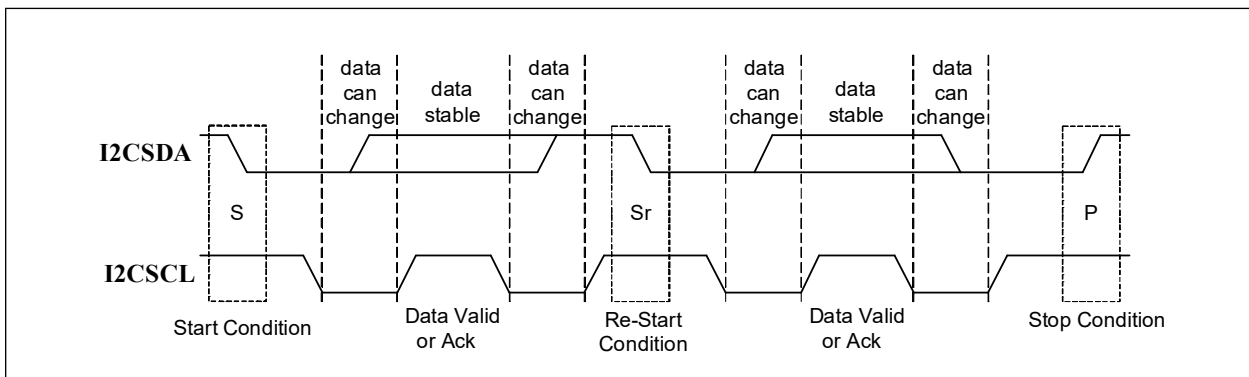 data can change
data stable
data can change
data can change
data stable
data can change
I2CSDA
S
Sr
P
I2CSCL
Start Condition
Data Valid or Ack
Re-Start Condition
Data Valid or Ack
Stop Condition